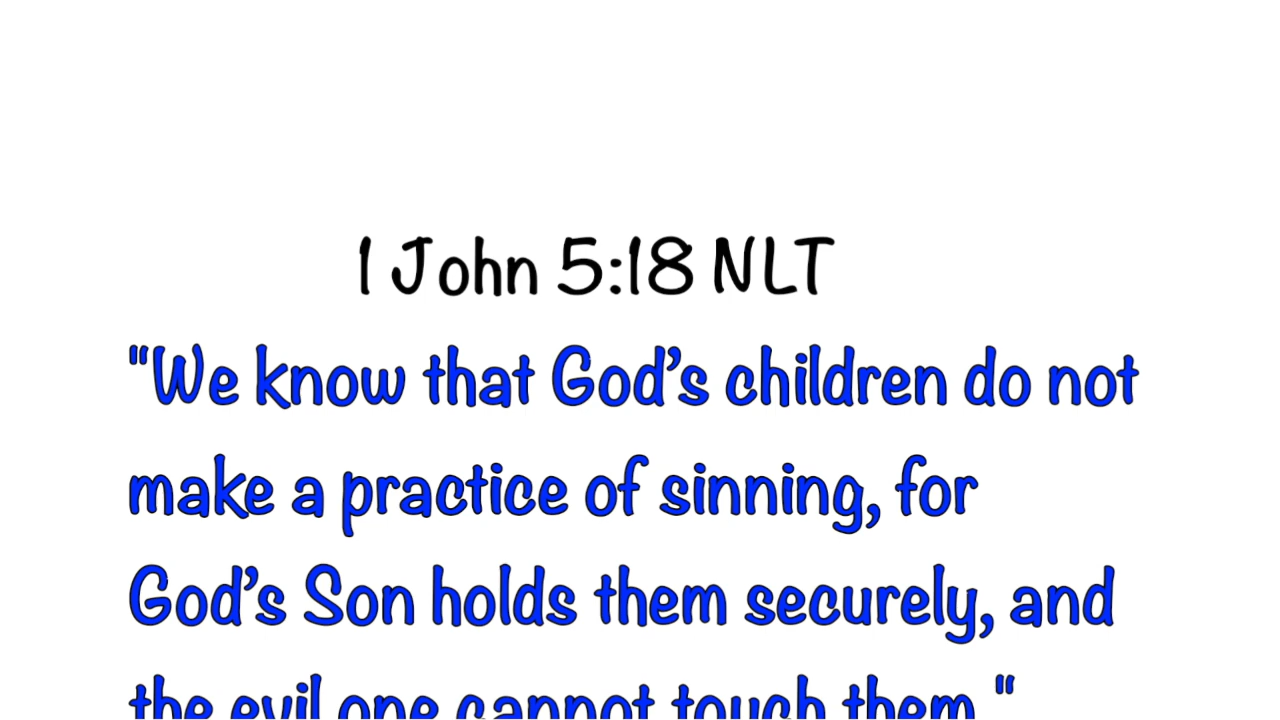 1 John 5:18 NLT
"We know that God’s children do not
make a practice of sinning, for
God’s Son holds them securely, and
the evil one cannot touch them."